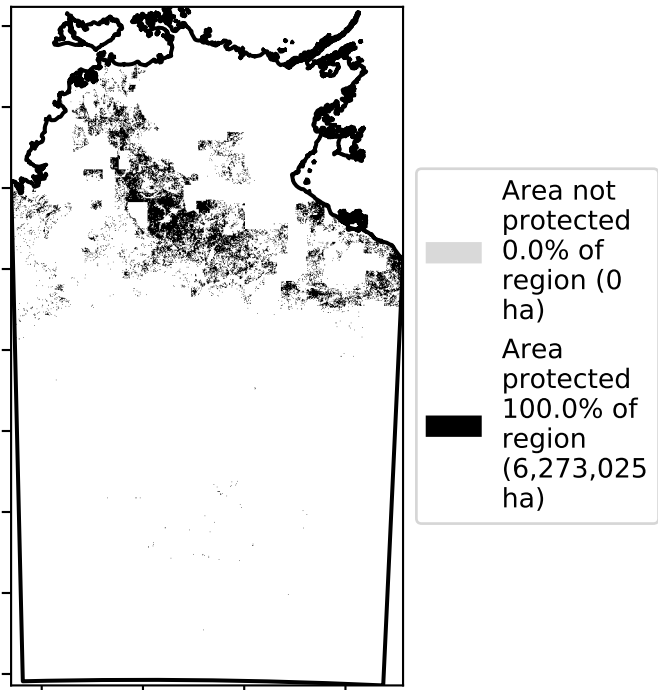 Area not
protected
0.0% of
region (0
ha)
Area
protected
100.0% of
region
(6,273,025
ha)